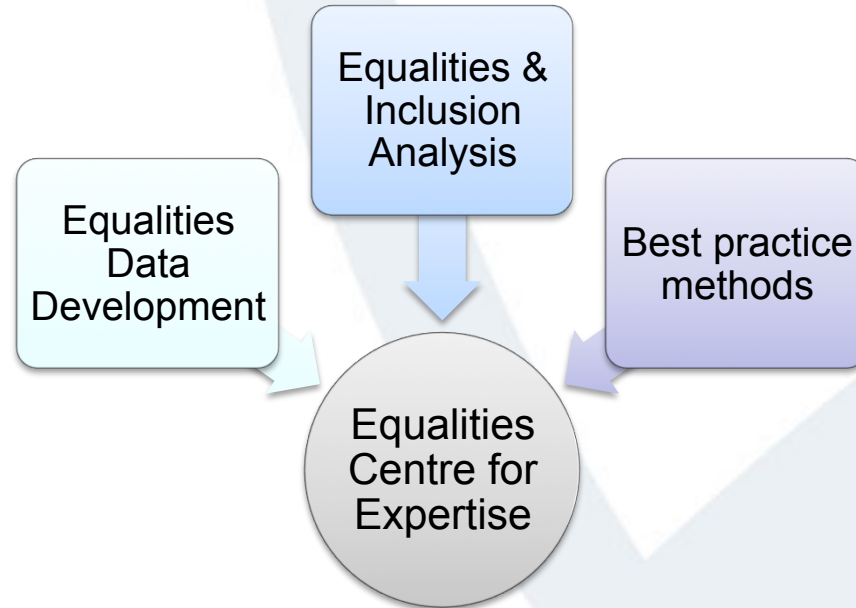 Equalities &
Inclusion
Analysis
Equalities
Data
Development
Best practice
methods
Equalities
Centre for
Expertise